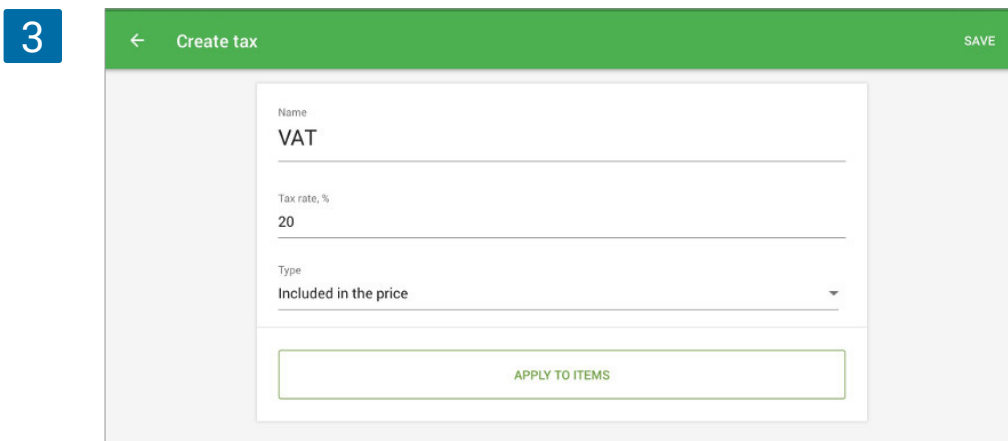 3
Create tax
SAVE
Name
VAT
Tax rate, %
20
Type
Included in the price
APPLY TO ITEMS